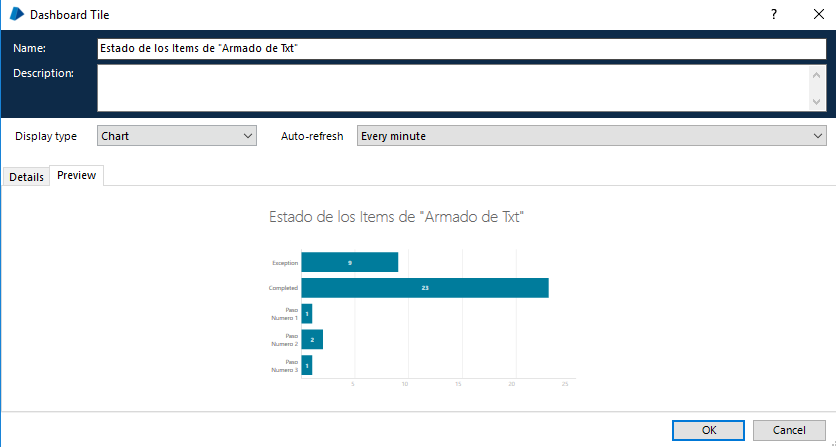 Dashboard Tile
?
Name: Estado de los Items de "Armado de Txt"
Description:
Display type Chart Auto-refresh Every minute
Details Preview
Estado de los Items de "Armado de Txt"
Exception 9
Completed 23
Paso
Numero 1 1
Paso
Numero 2 2
Paso
Numero 3 1
5 10 15 20 25
OK Cancel